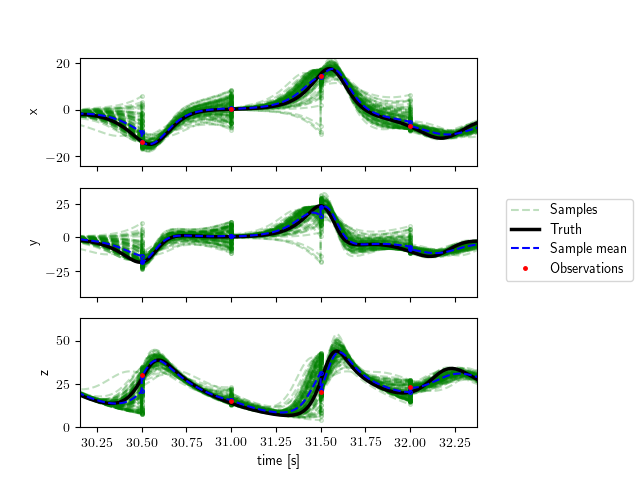 20
0
−20
x
25
0
−25
y
Samples
Truth
Sample mean
Observations
50
25
0
z
30.25 30.50 30.75 31.00 31.25 31.50 31.75 32.00 32.25
time [s]